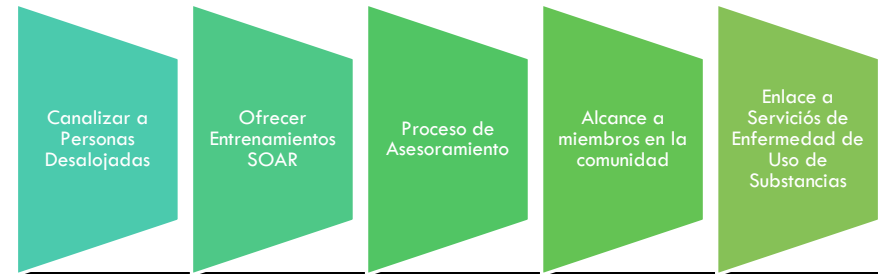 Canalizar a
Personas
Desalojadas
Ofrecer
Entrenamientos
SOAR
Proceso de
Asesoramiento
Alcance a
miembros en la
comunidad
Enlace a
Serviciós de
Enfermedad de
Uso de
Substancias